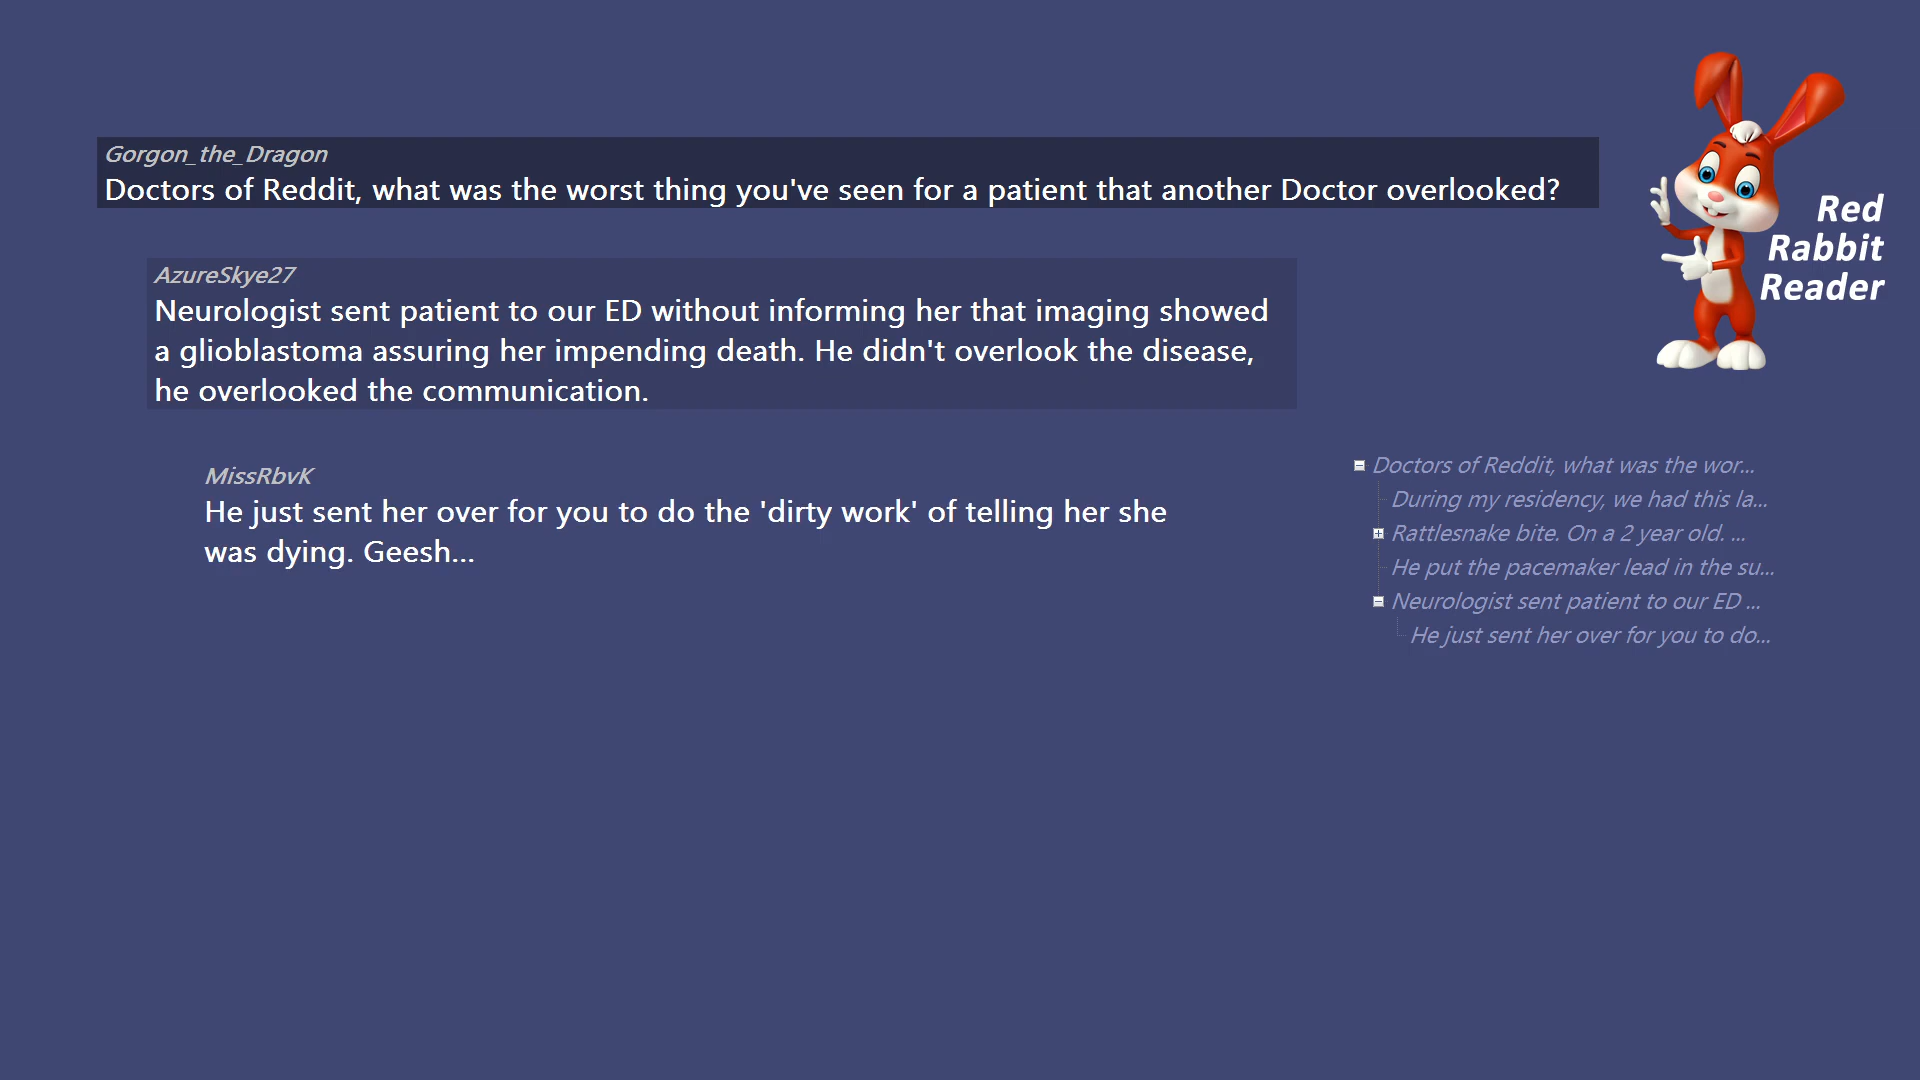 Gorgon_the_Dragon
Doctors of Reddit, what was the worst thing you've seen for a patient that another Doctor overlooked?
AzureSkye27
Neurologist sent patient to our ED without informing her that imaging showed
a glioblastoma assuring her impending death. He didn't overlook the disease,
he overlooked the communication.
MissRbvK
He just sent her over for you to do the 'dirty work' of telling her she
was dying. Geesh...
Red
Rabbit
Reader
Doctors of Reddit, what was the wor...
During my residency, we had this la...
Rattlesnake bite. On a 2 year old. ...
He put the pacemaker lead in the su...
Neurologist sent patient to our ED ...
He just sent her over for you to do...